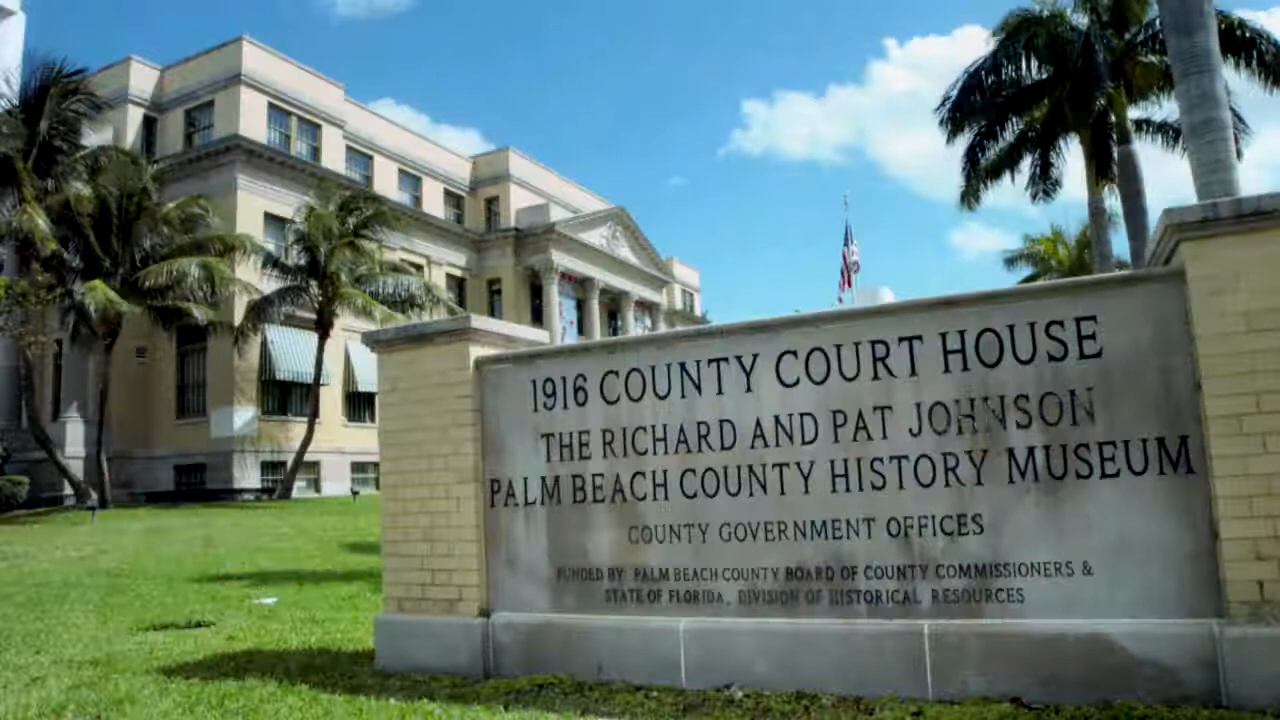 1916 COUNTY COURT HOUSE
THE RICHARD AND PAT JOHNSON
PALM BEACH COUNTY HISTORY MUSEUM
COUNTY GOVERNMENT OFFICES
FUNDED BY: PALM BEACH COUNTY BOARD OF COUNTY COMMISSIONERS &
STATE OF FLORIDA, DIVISION OF HISTORICAL RESOURCES